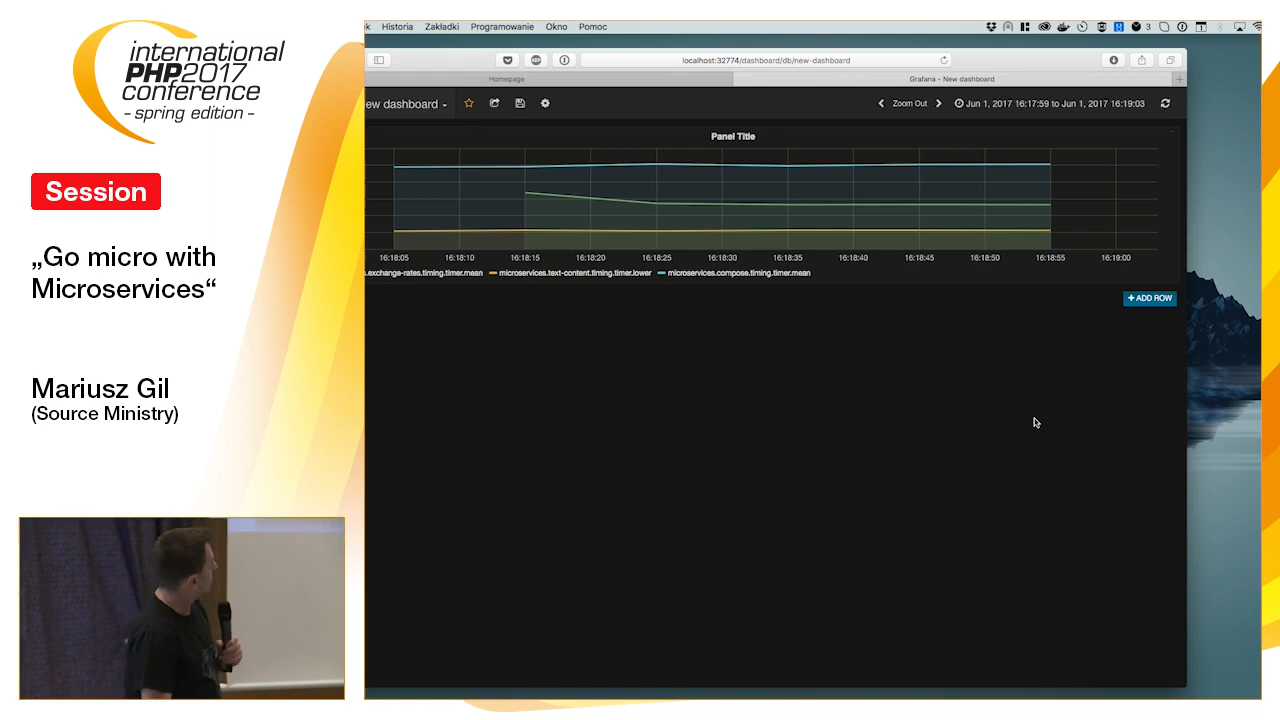 international
PHP2017
conference
- spring edition -
Session
„Go micro with
Microservices“
Mariusz Gil
(Source Ministry)
Historia Zakładki Programowanie Okno Pomoc
3
localhost:32774/dashboard/db/new-dashboard
Homepage
Grafana - New dashboard
ew dashboard
Zoom Out
Jun 1, 2017 16:17:59 to Jun 1, 2017 16:19:03
Panel Title
16:18:05 16:18:10 16:18:15 16:18:20 16:18:25 16:18:30 16:18:35 16:18:40 16:18:45 16:18:50 16:18:55 16:19:00
.exchange-rates.timing.timer.mean microservices.text-content.timing.timer.lower microservices.compose.timing.timer.mean
+ ADD ROW